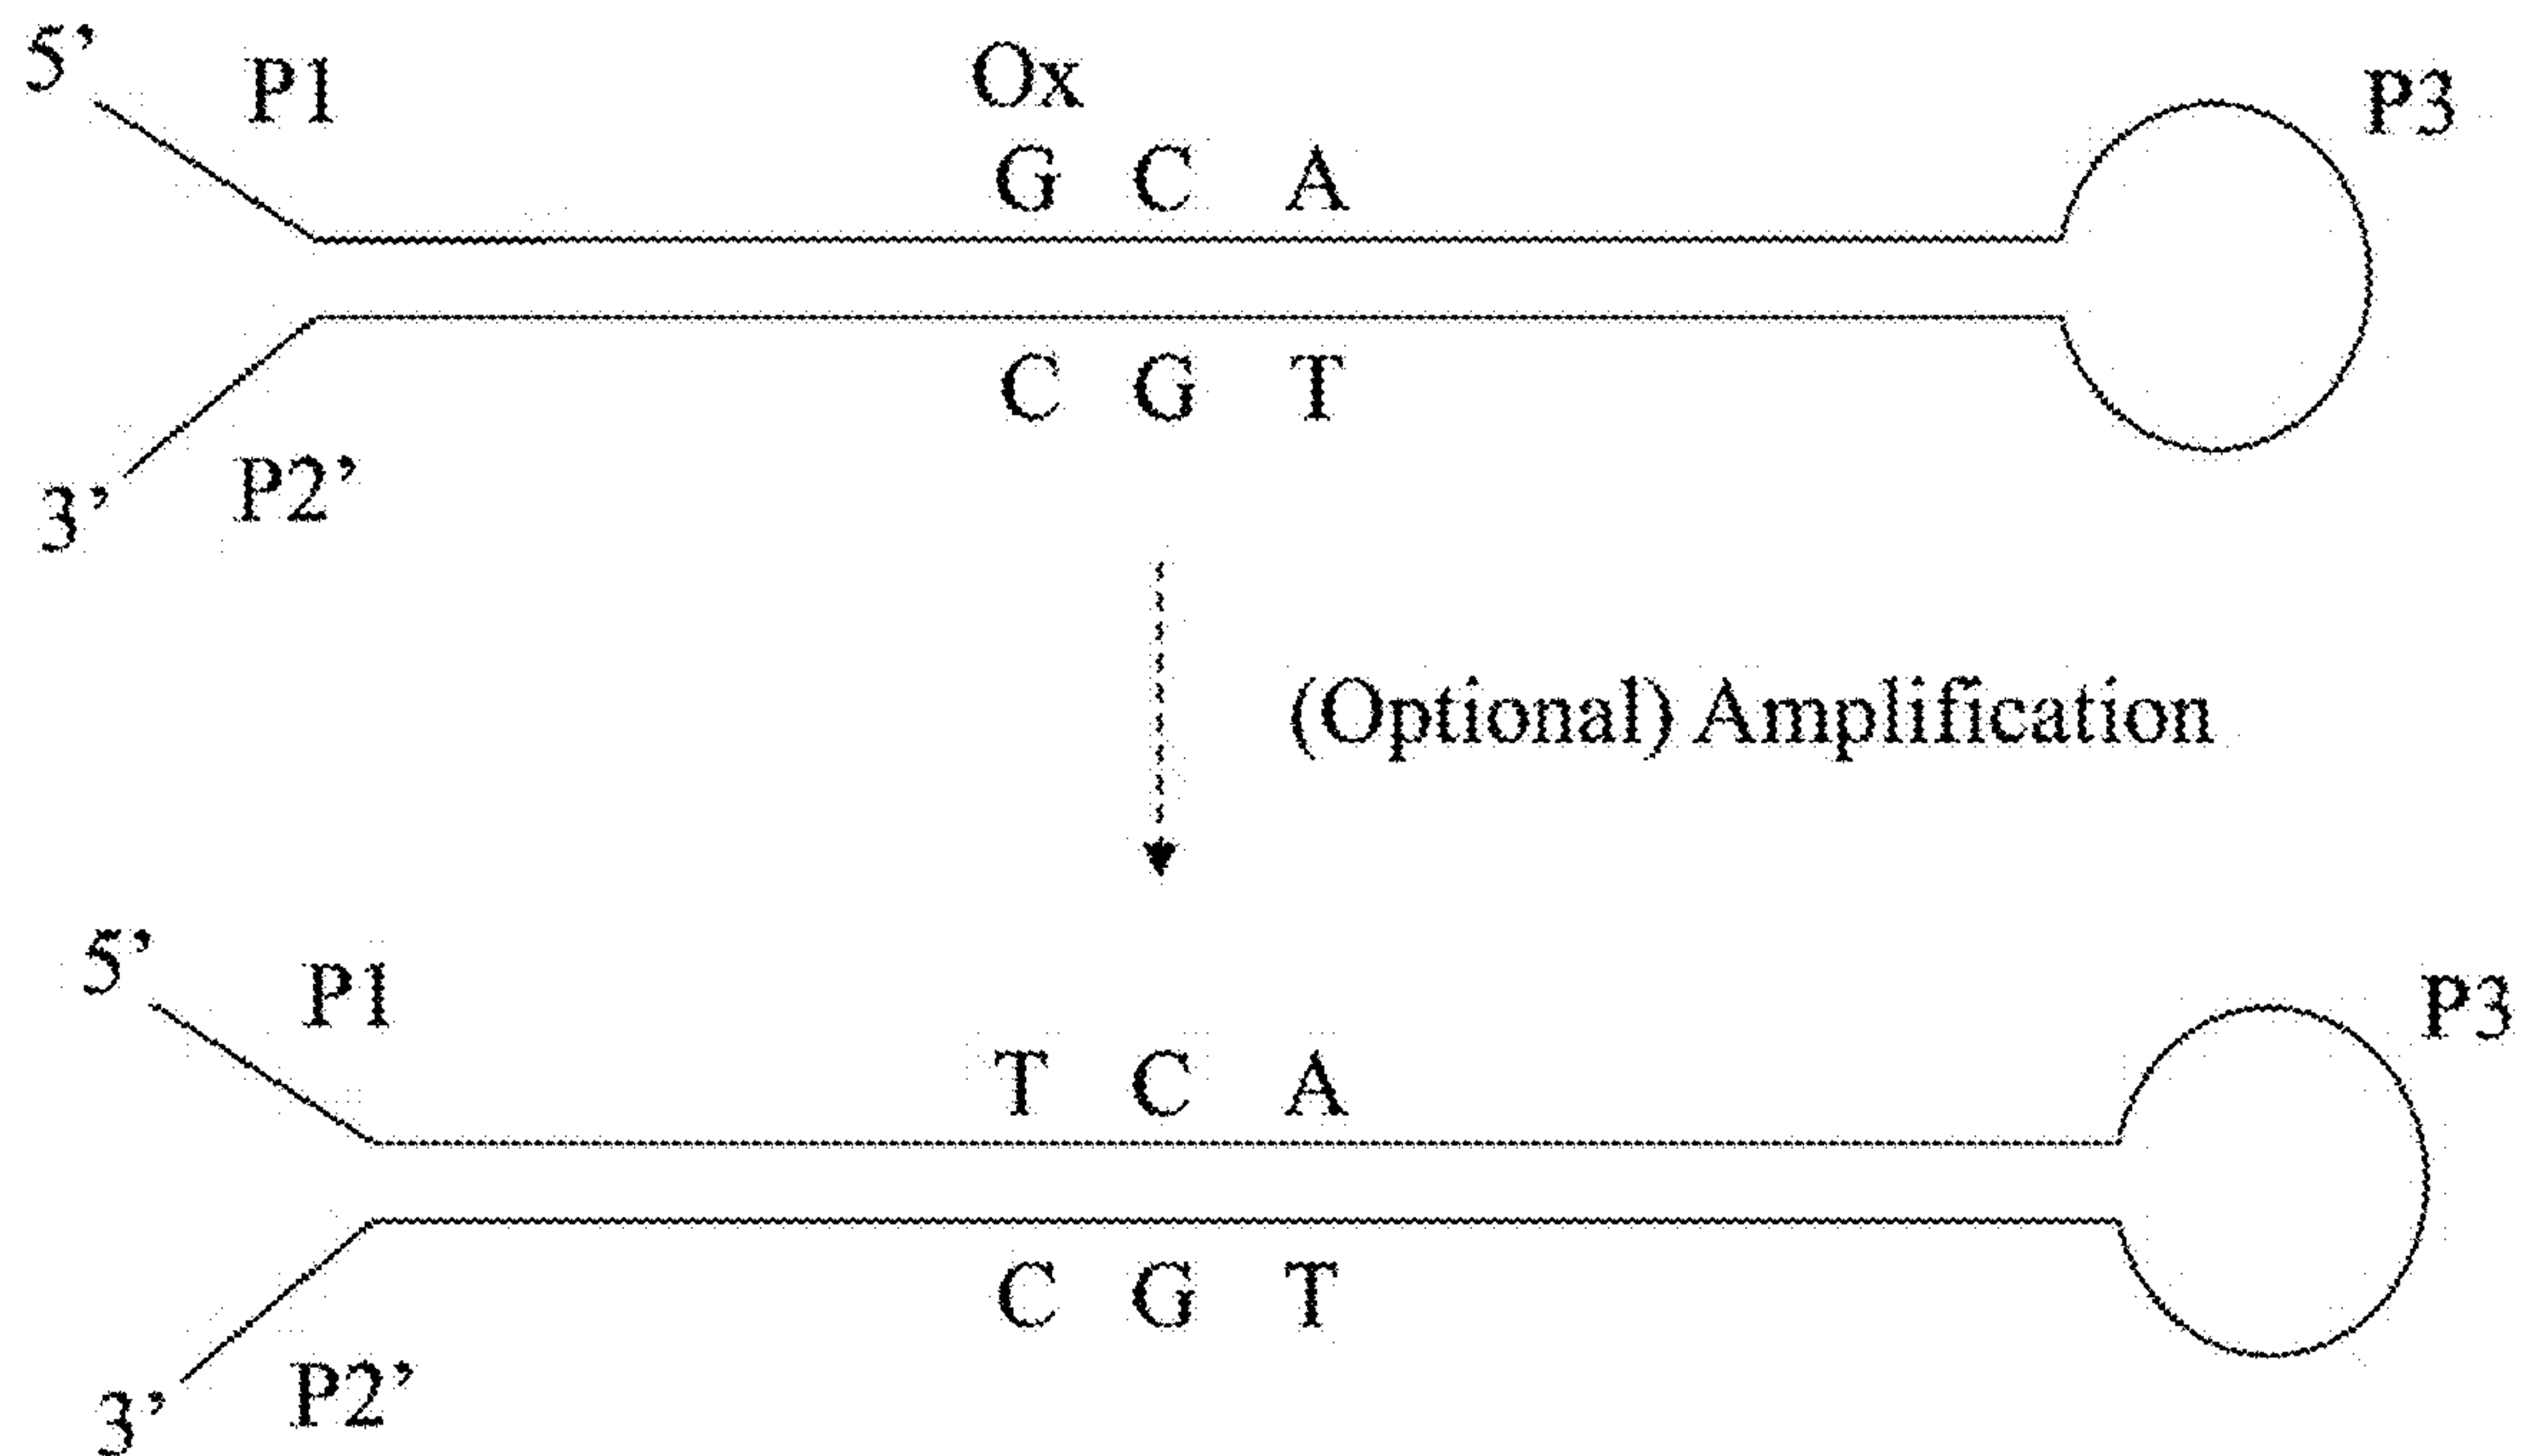 5' P1 Ox P3
G C A
C G T
3' P2'
(Optional) Amplification
5' P1 P3
T C A
C G T
3' P2'